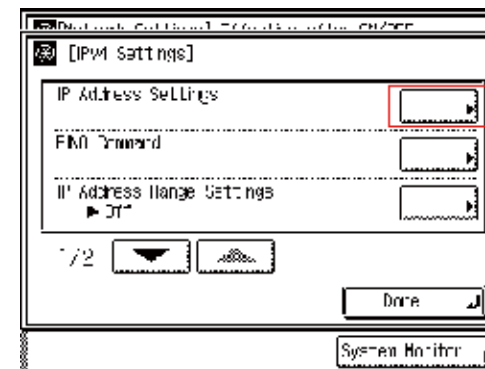 [IPv4 Settings]
IP Address Settings
PING Command
IP Address Range Settings
▶ Off
1/2
Done
System Monitor